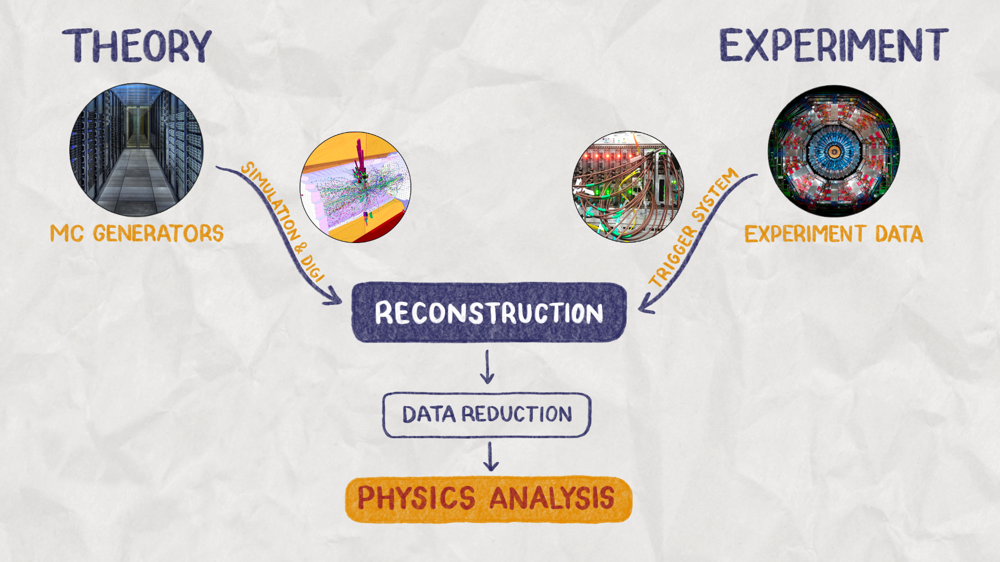 THEORY
EXPERIMENT
MC GENERATORS
SIMULATION & DIGI
TRIGGER SYSTEM
EXPERIMENT DATA
RECONSTRUCTION
DATA REDUCTION
PHYSICS ANALYSIS